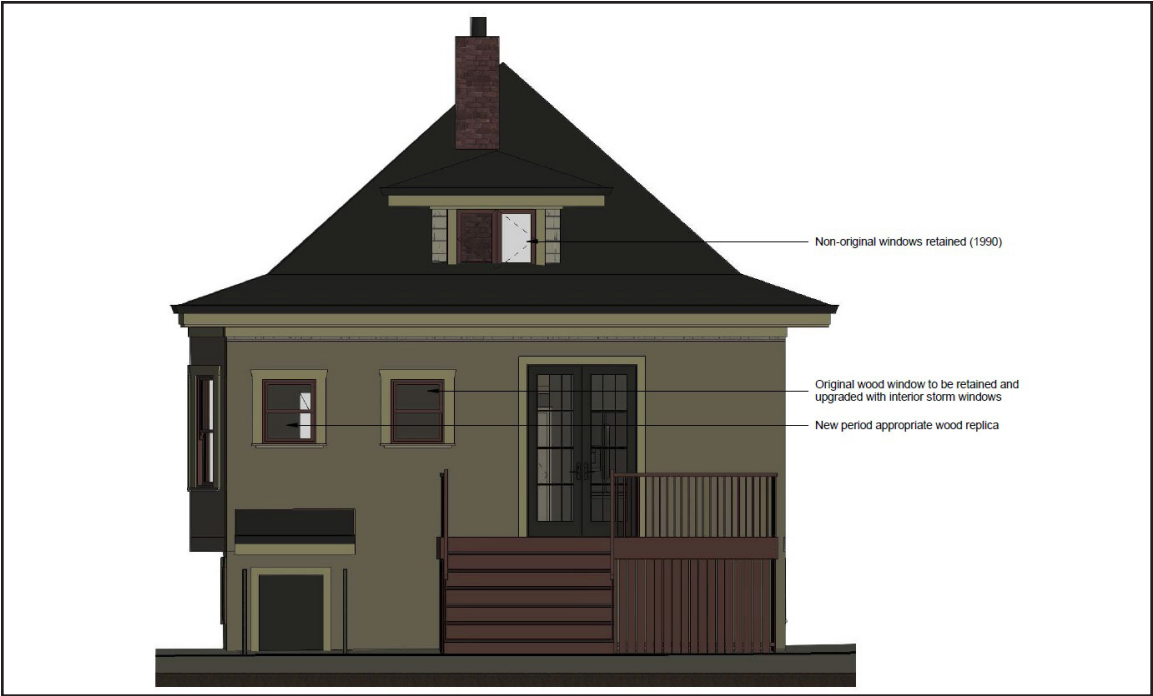 Non-original windows retained (1990)
Original wood window to be retained and
upgraded with interior storm windows
New period appropriate wood replica